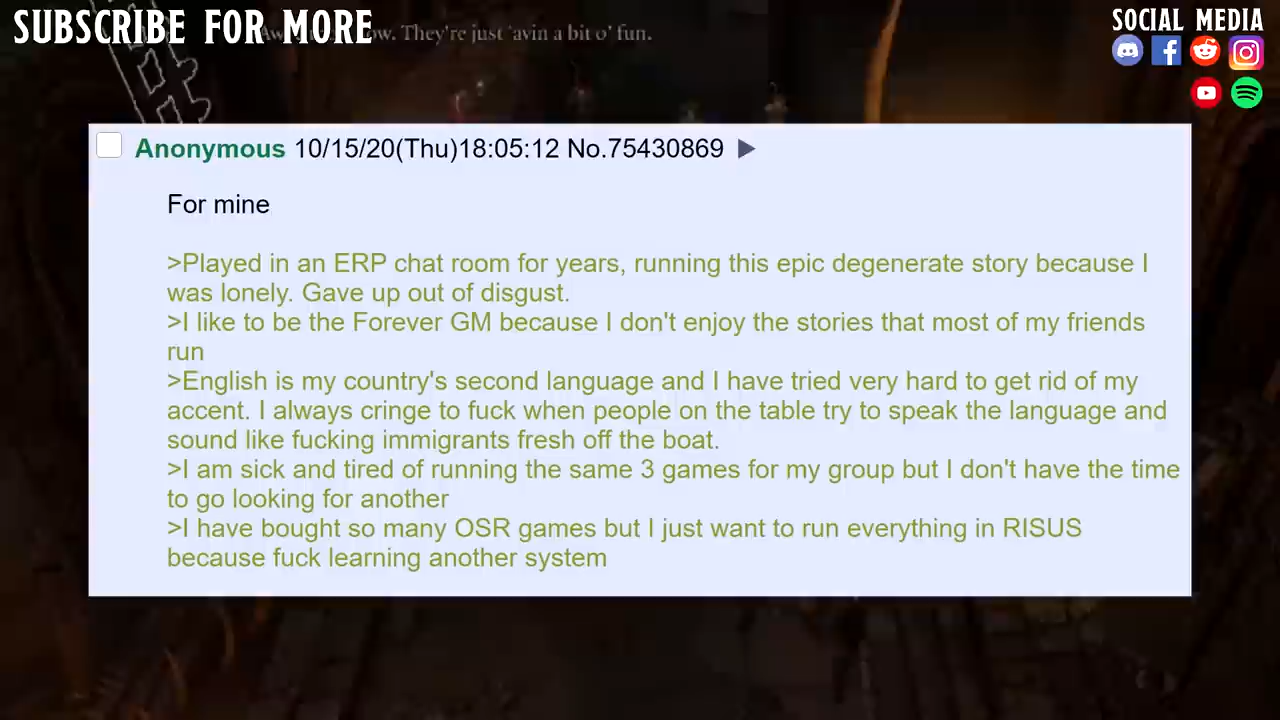 SUBSCRIBE FOR MORE
ow. They're just 'avin a bit o' fun.
SOCIAL MEDIA
Anonymous 10/15/20(Thu)18:05:12 No.75430869 ▶
For mine
>Played in an ERP chat room for years, running this epic degenerate story because I
was lonely. Gave up out of disgust.
>I like to be the Forever GM because I don't enjoy the stories that most of my friends
run
>English is my country's second language and I have tried very hard to get rid of my
accent. I always cringe to fuck when people on the table try to speak the language and
sound like fucking immigrants fresh off the boat.
>I am sick and tired of running the same 3 games for my group but I don't have the time
to go looking for another
>I have bought so many OSR games but I just want to run everything in RISUS
because fuck learning another system